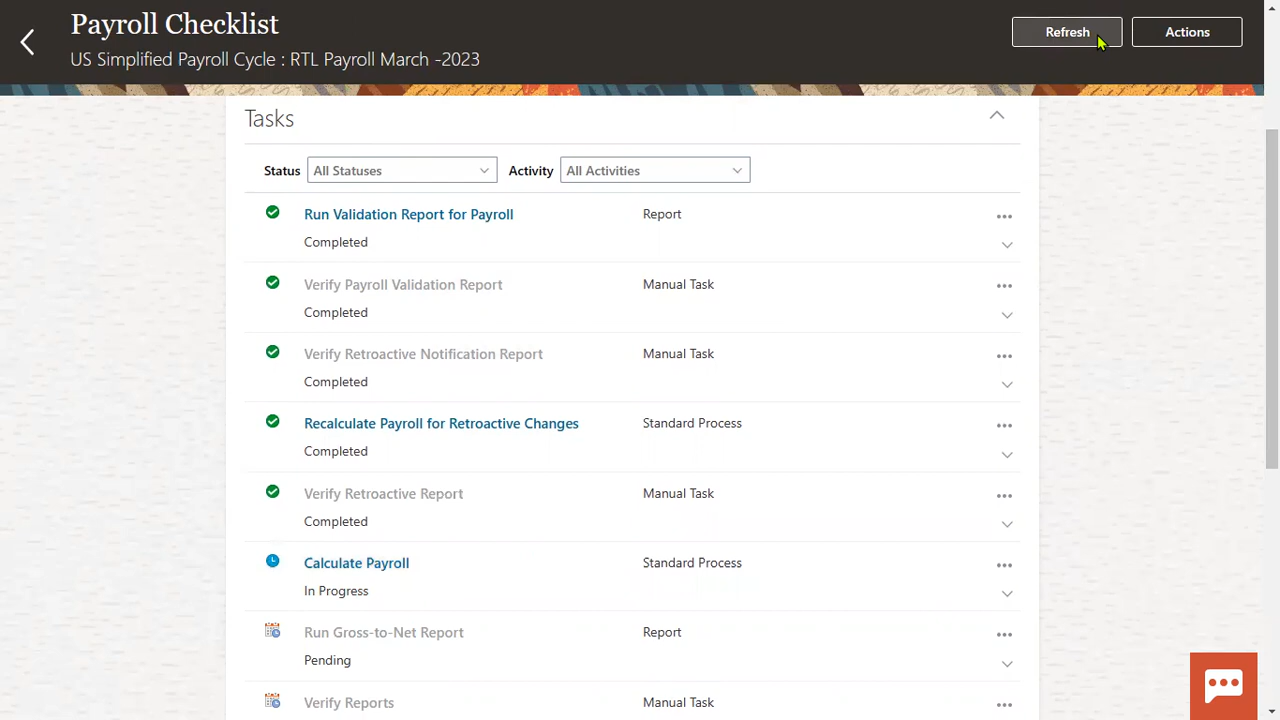 Payroll Checklist
US Simplified Payroll Cycle : RTL Payroll March -2023
Refresh
Actions
Tasks
Status All Statuses Activity All Activities
Run Validation Report for Payroll Report
Completed
Verify Payroll Validation Report Manual Task
Completed
Verify Retroactive Notification Report Manual Task
Completed
Recalculate Payroll for Retroactive Changes Standard Process
Completed
Verify Retroactive Report Manual Task
Completed
Calculate Payroll Standard Process
In Progress
Run Gross-to-Net Report Report
Pending
Verify Reports Manual Task